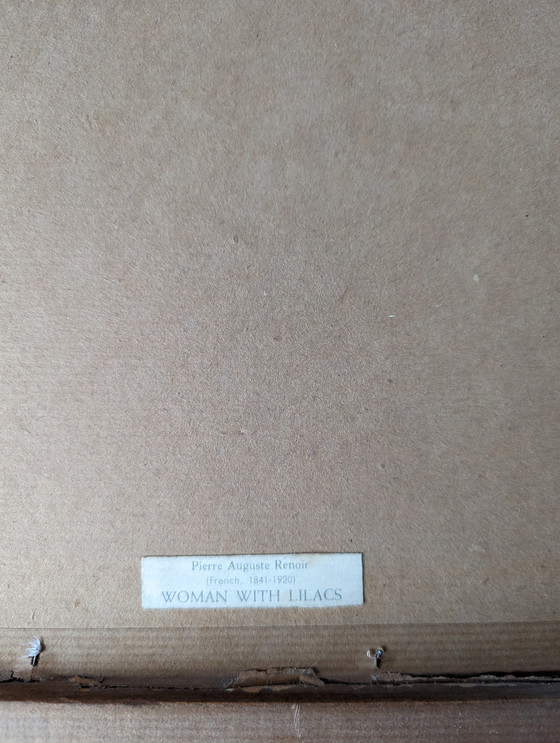 Pierre Auguste Renoir
(French, 1841-1920)
WOMAN WITH LILACS